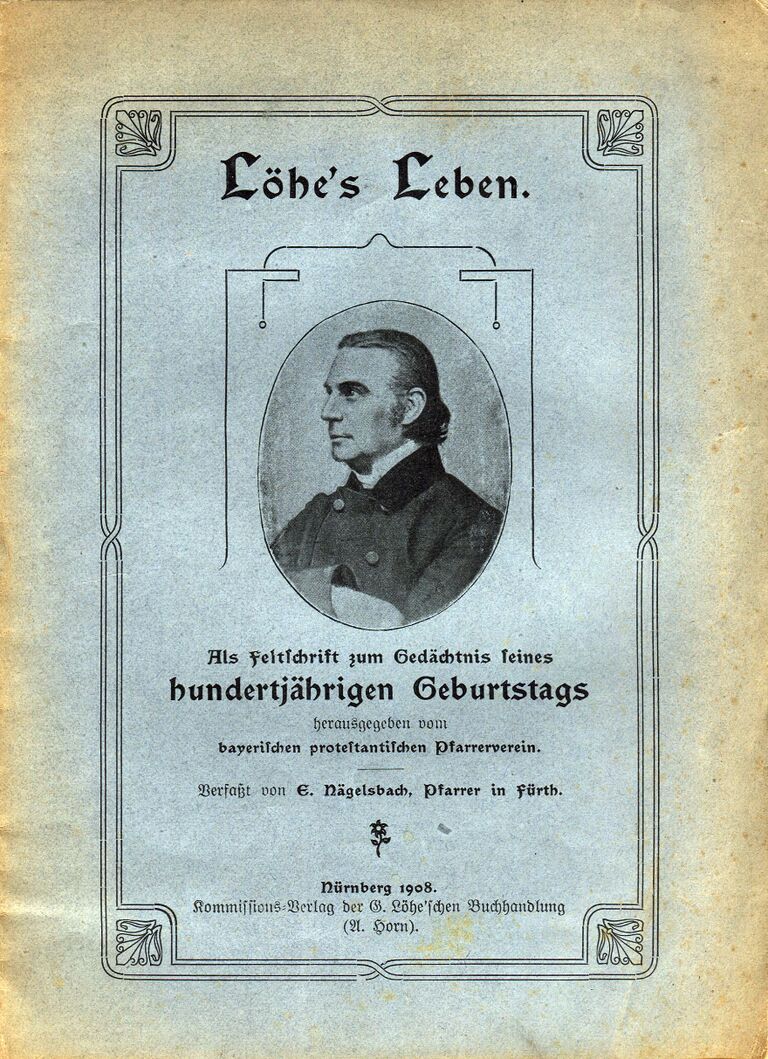 Löhe's Leben.
Als Feſtſchrift zum Gedächtnis ſeines
hundertjährigen Geburtstags
herausgegeben vom
bayeriſchen proteſtantiſchen Pfarrerverein.
Verfaßt von E. Nägelsbach, Pfarrer in Fürth.
Nürnberg 1908.
Kommiſſions-Verlag der G. Löhe'ſchen Buchhandlung
(A. Horn).